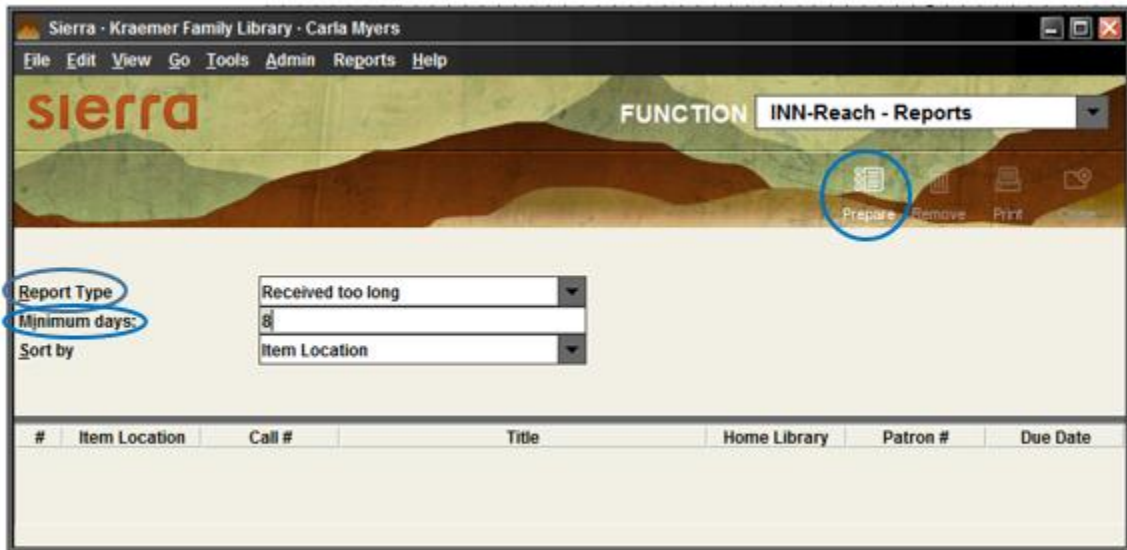 Sierra · Kraemer Family Library · Carla Myers
File Edit View Go Tools Admin Reports Help
sierra
FUNCTION INN-Reach - Reports
Prepare Remove Print Close
Report Type Received too long
Minimum days: 8
Sort by Item Location
# Item Location Call # Title Home Library Patron # Due Date